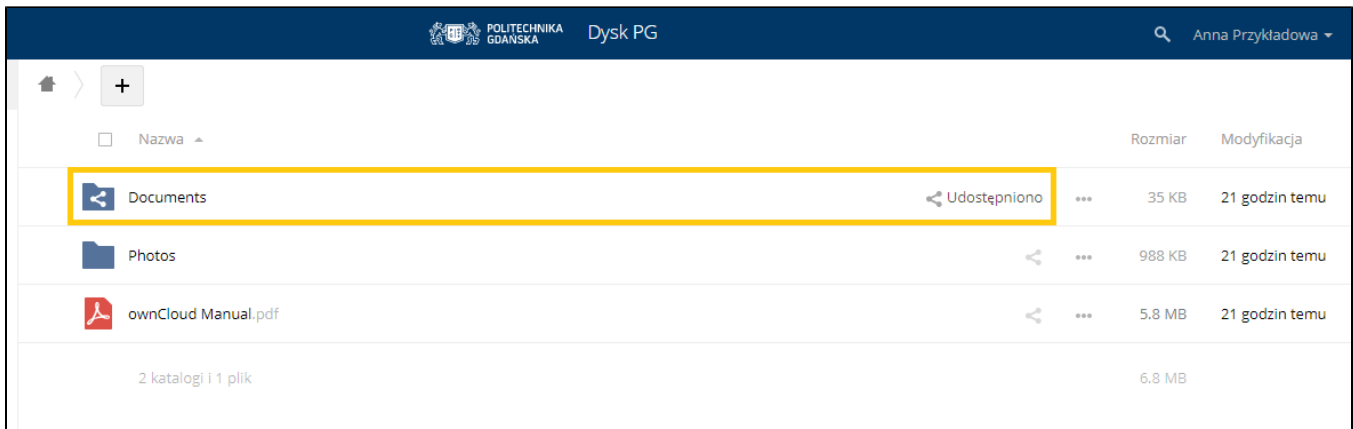 POLITECHNIKA
GDAŃSKA
Dysk PG
Anna Przykładowa
+
Nazwa Rozmiar Modyfikacja
Documents Udostępniono ••• 35 KB 21 godzin temu
Photos ••• 988 KB 21 godzin temu
ownCloud Manual.pdf ••• 5.8 MB 21 godzin temu
2 katalogi i 1 plik 6.8 MB